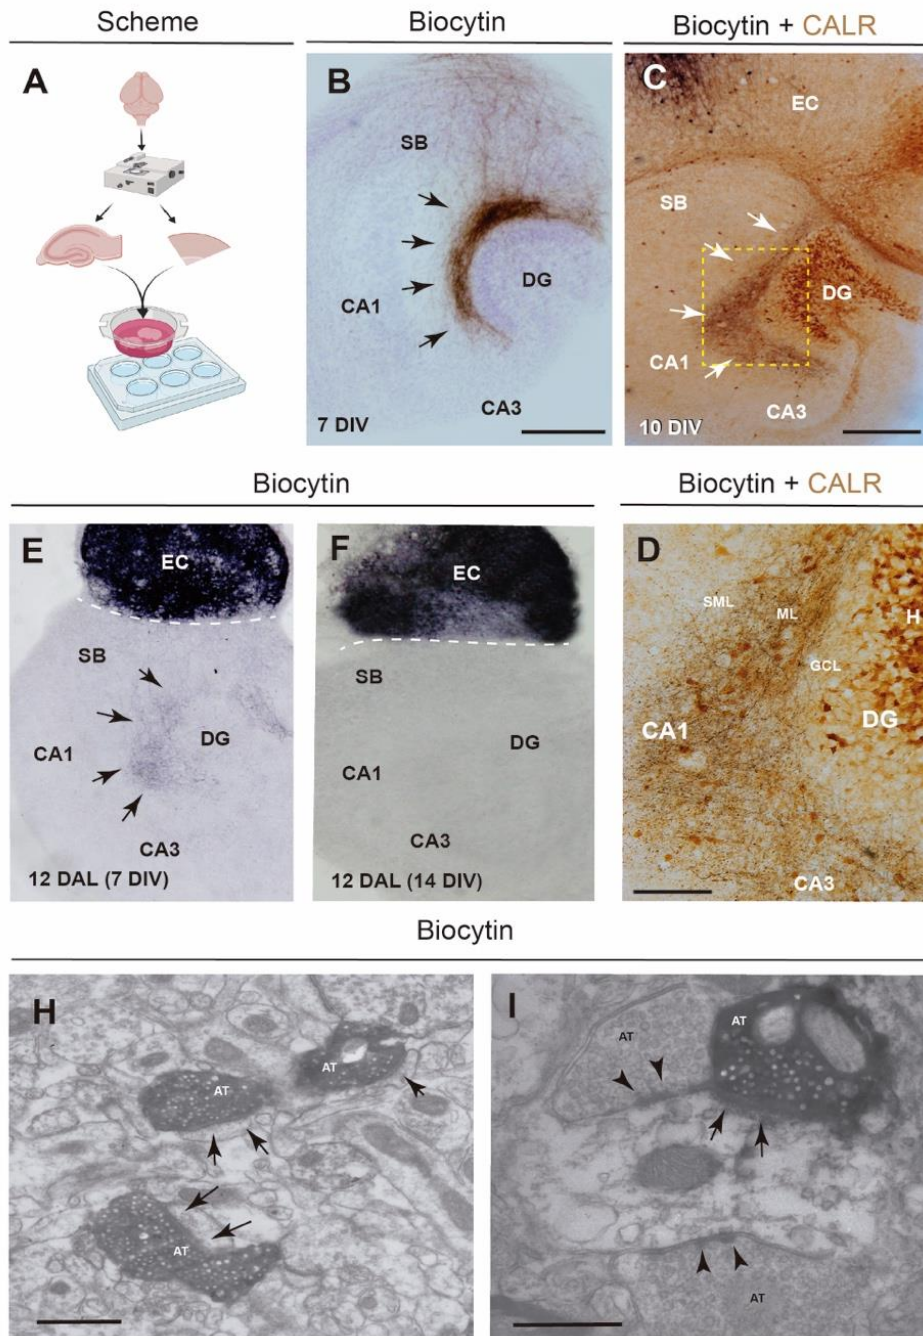 Scheme
Biocytin
Biocytin + CALR
A
B
SB
CA1
DG
CA3
7 DIV
C
EC
SB
DG
CA1
CA3
10 DIV
Biocytin
Biocytin + CALR
E
EC
SB
CA1
DG
CA3
12 DAL (7 DIV)
F
EC
SB
DG
CA1
CA3
12 DAL (14 DIV)
D
SML
ML
H
GCL
CA1
DG
CA3
Biocytin
H
AT
AT
AT
I
AT
AT
AT